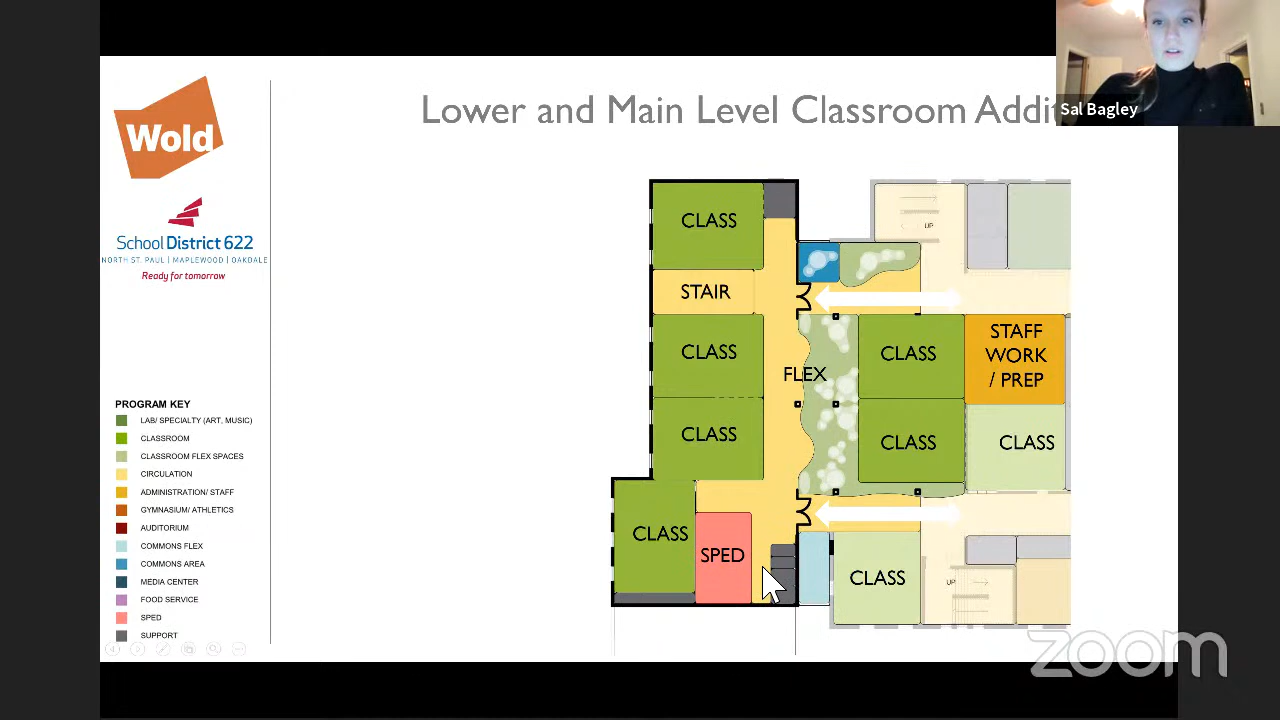 Wold
School District 622
NORTH ST. PAUL | MAPLEWOOD | OAKDALE
Ready for tomorrow
Lower and Main Level Classroom Addit
Sal Bagley
PROGRAM KEY
LAB/ SPECIALTY (ART, MUSIC)
CLASSROOM
CLASSROOM FLEX SPACES
CIRCULATION
ADMINISTRATION/ STAFF
GYMNASIUM/ ATHLETICS
AUDITORIUM
COMMONS FLEX
COMMONS AREA
MEDIA CENTER
FOOD SERVICE
SPED
SUPPORT
CLASS
UP
STAIR
CLASS
FLEX
CLASS
STAFF
WORK
/ PREP
CLASS
CLASS
CLASS
CLASS
SPED
CLASS
UP
zoom